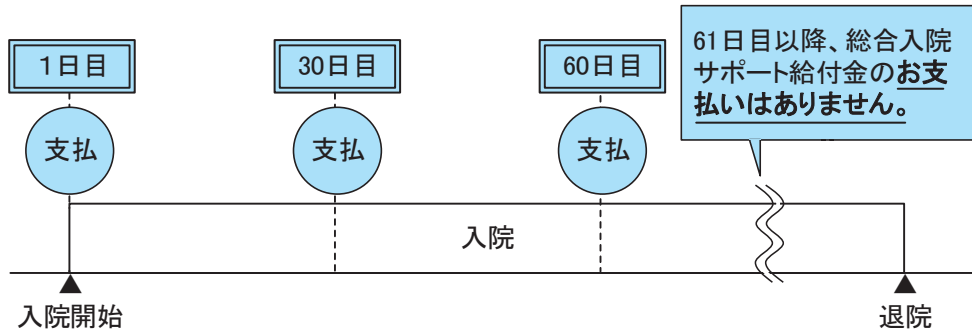 1日目
30日目
60日目
61日目以降、総合入院
サポート給付金のお支
払いはありません。
支払
支払
支払
入院
入院開始
退院